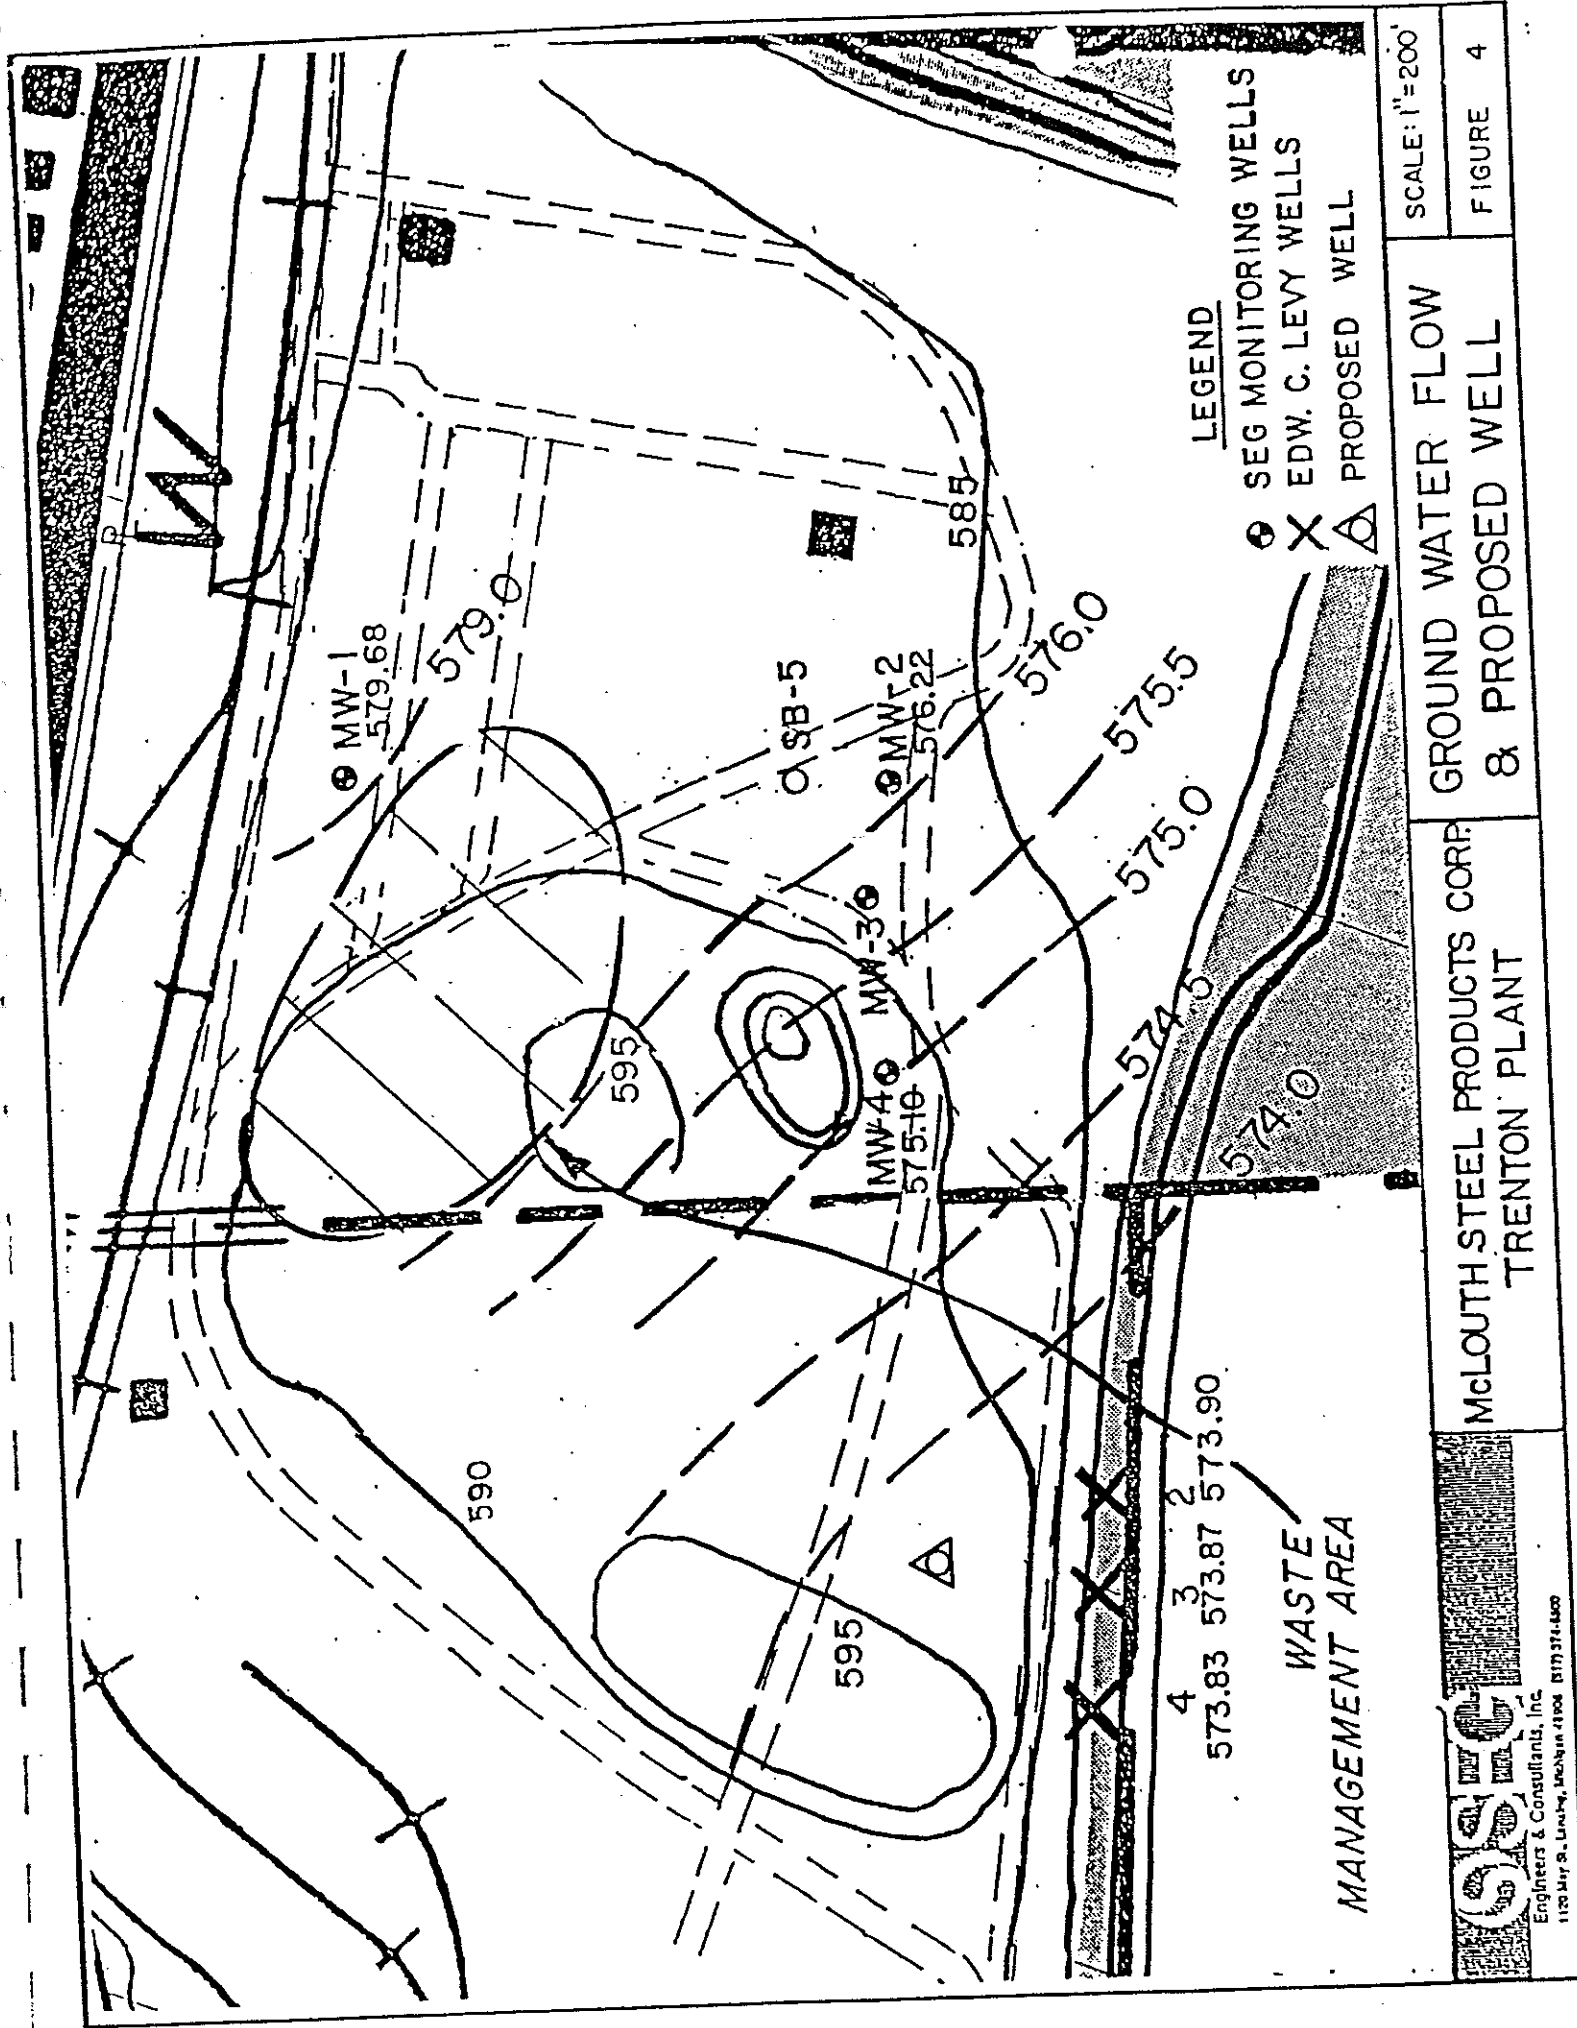 MW-1
579.68
579.0
SB-5
MW-2
576.22
585
576.0
575.5
575.0
574.5
574.0
MW-3
MW-4
575.10
595
590
595
4 3 2
573.83 573.87 573.90
WASTE
MANAGEMENT AREA
LEGEND
SEG MONITORING WELLS
EDW. C. LEVY WELLS
PROPOSED WELL
Engineers & Consultants, Inc.
McLOUTH STEEL PRODUCTS CORP.
TRENTON PLANT
GROUND WATER FLOW
& PROPOSED WELL
SCALE: 1"=200'
FIGURE 4